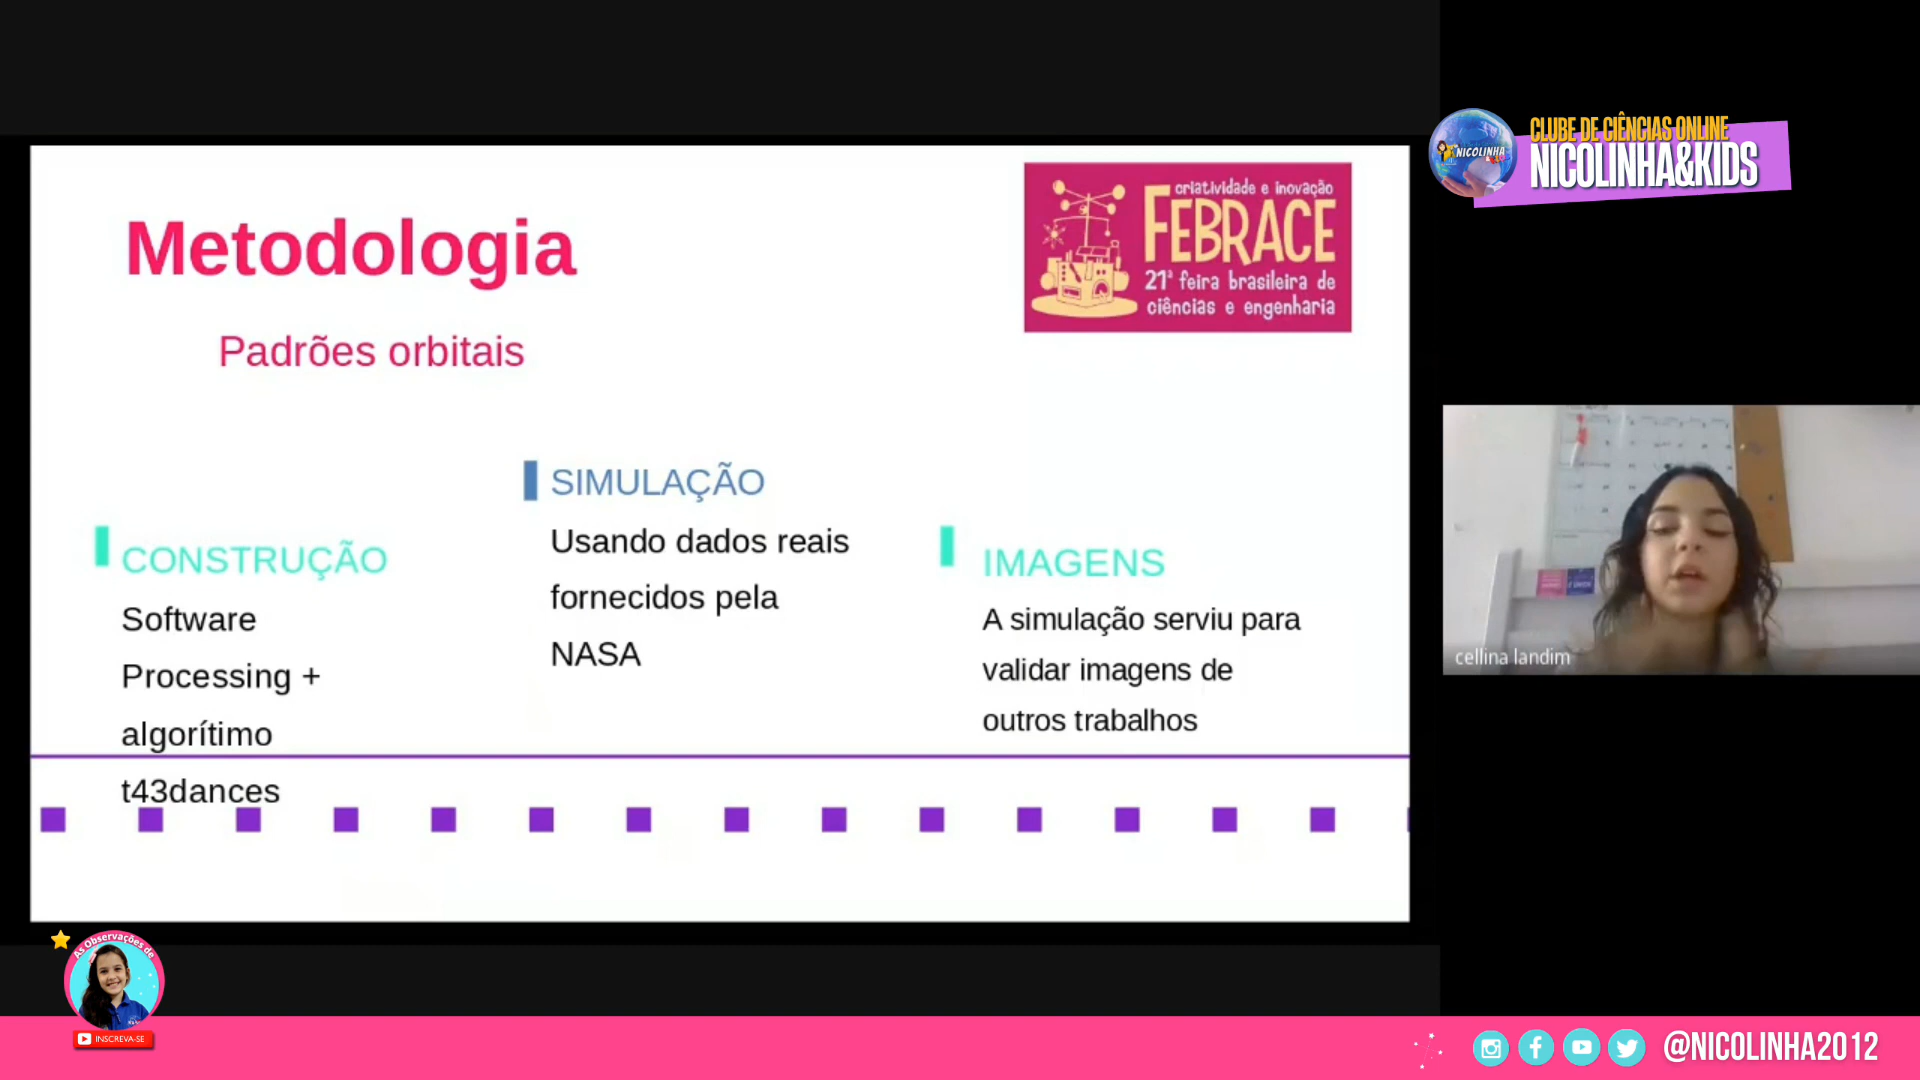 CLUBE DE CIÊNCIAS ONLINE
NICOLINHA&KIDS
NICOLINHA
criatividade e inovação
FEBRACE
21ª feira brasileira de
ciências e engenharia
Metodologia
Padrões orbitais
CONSTRUÇÃO
Software
Processing +
algorítimo
t43dances
SIMULAÇÃO
Usando dados reais
fornecidos pela
NASA
IMAGENS
A simulação serviu para
validar imagens de
outros trabalhos
cellina landim
As Observações de
INSCREVA-SE
@NICOLINHA2012